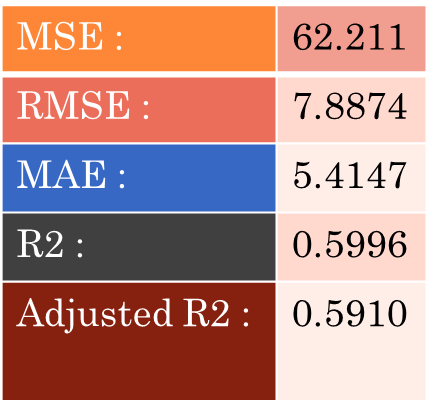 MSE : 62.211
RMSE : 7.8874
MAE : 5.4147
R2 : 0.5996
Adjusted R2 : 0.5910